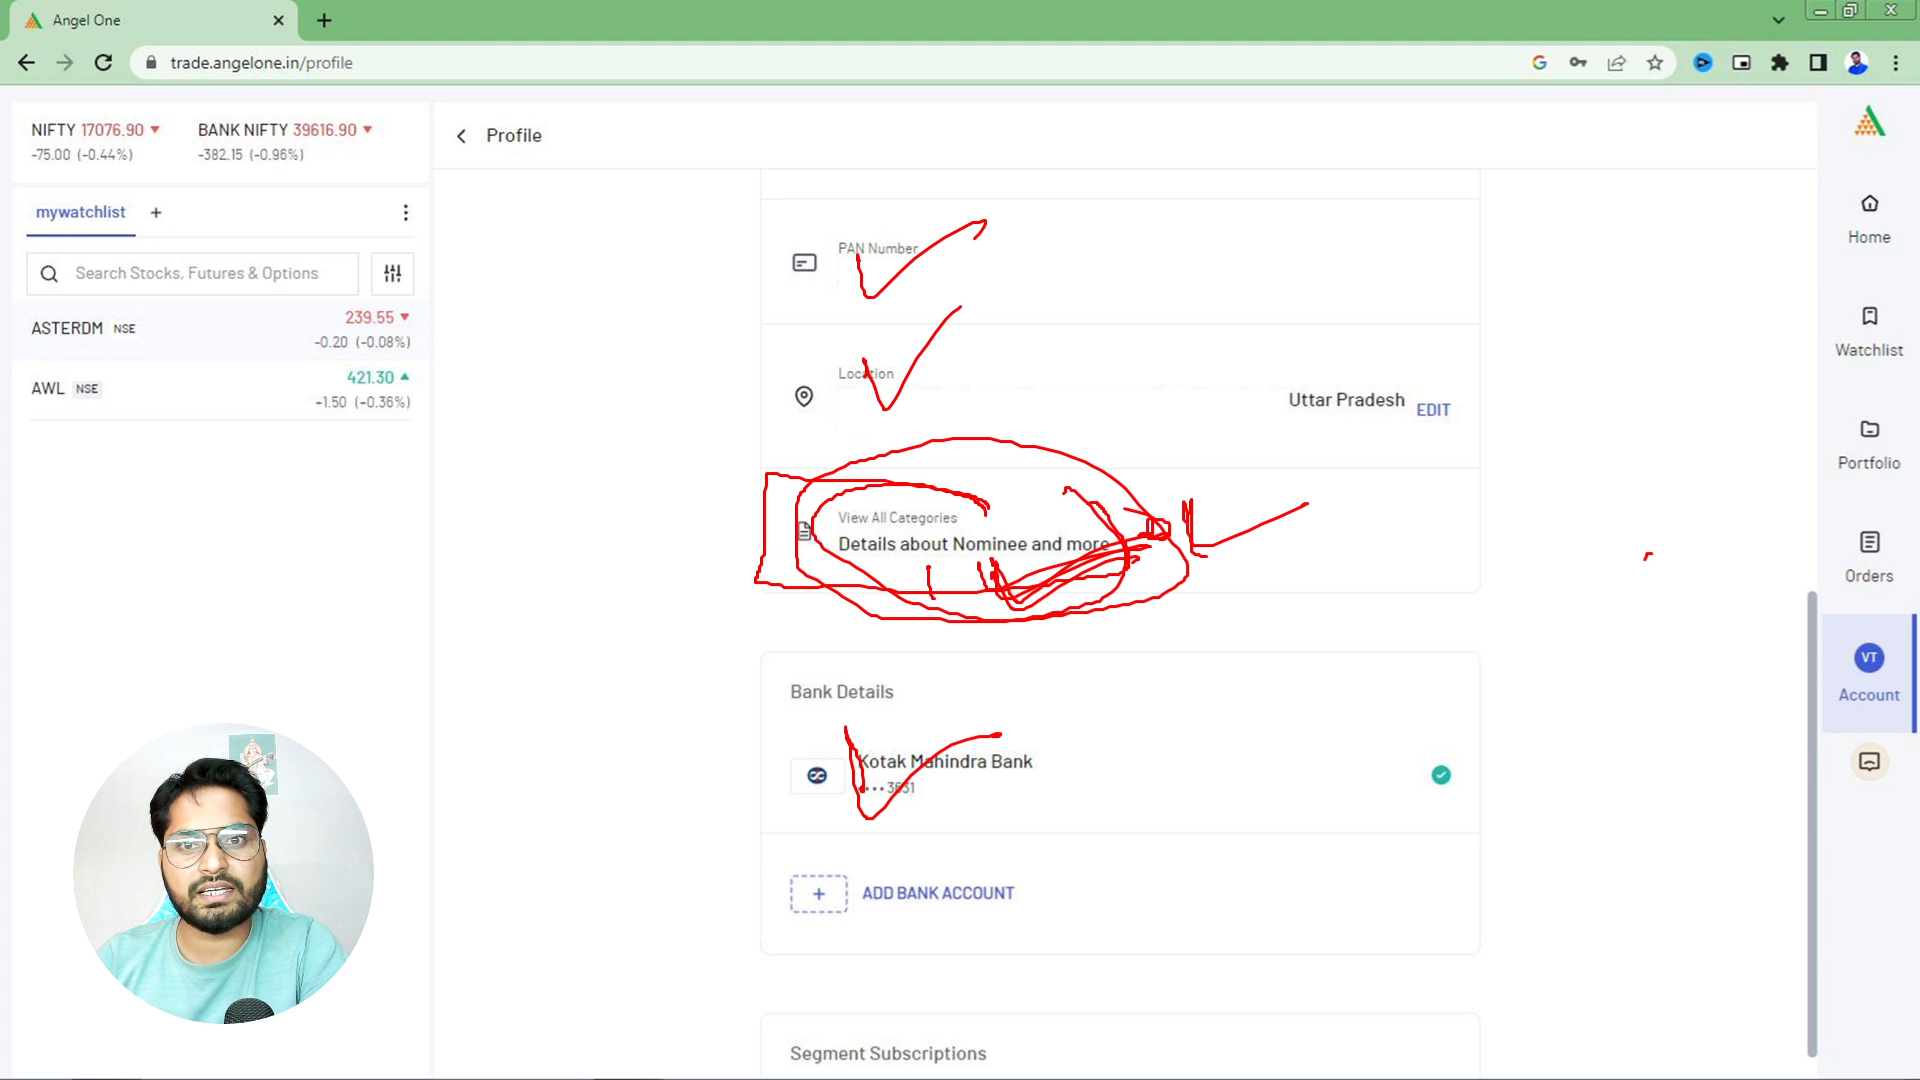 Angel One
trade.angelone.in/profile
NIFTY 17076.90
-75.00 (-0.44%)
BANK NIFTY 39616.90
-382.15 (-0.96%)
mywatchlist +
Search Stocks, Futures & Options
ASTERDM NSE
239.55
-0.20 (-0.08%)
AWL NSE
421.30
+1.50 (+0.36%)
Profile
PAN Number
Location
Uttar Pradesh
EDIT
View All Categories
Details about Nominee and more
Bank Details
Kotak Mahindra Bank
ADD BANK ACCOUNT
Segment Subscriptions
Home
Watchlist
Portfolio
Orders
VT
Account